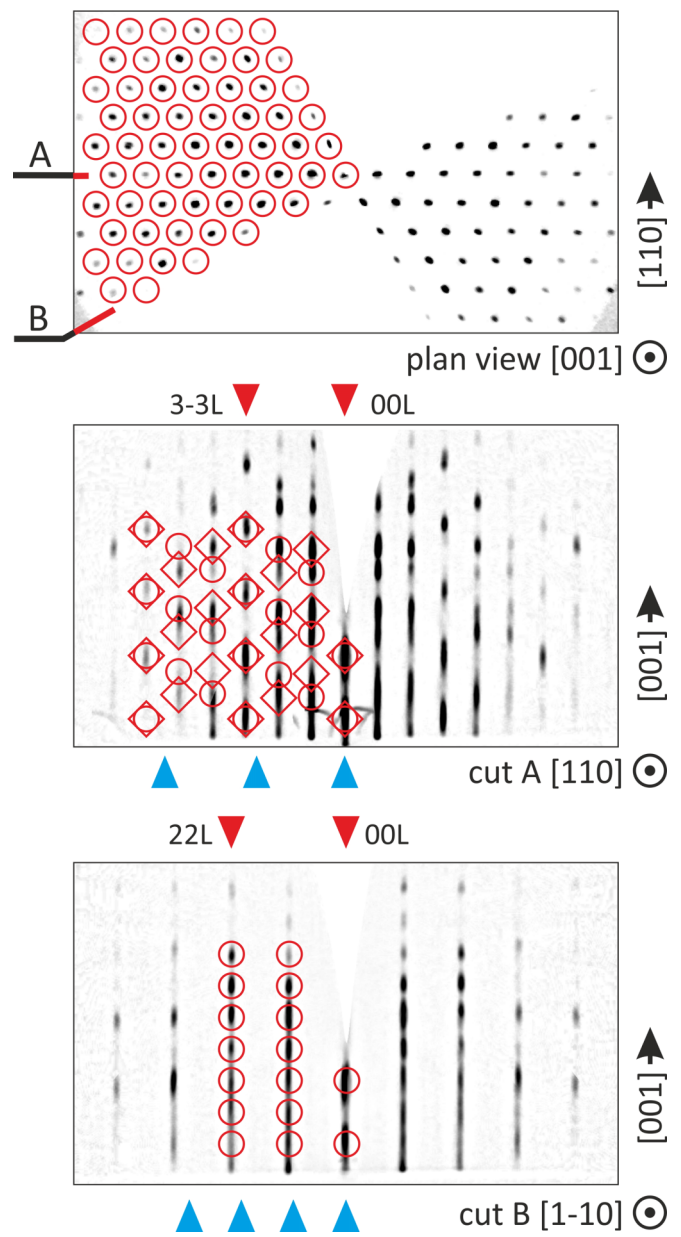 A
B
[110]
plan view [001]
3-3L
00L
[001]
cut A [110]
22L
00L
[001]
cut B [1-10]